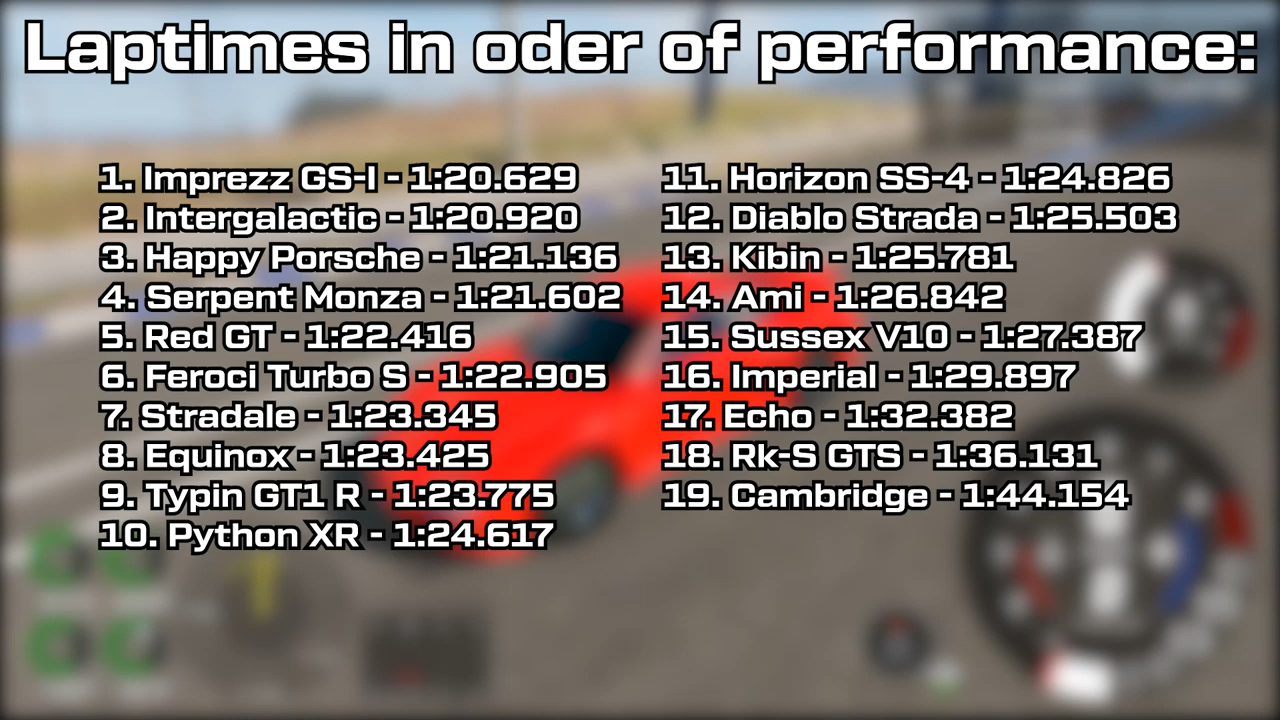 Laptimes in oder of performance:
1. Imprezz GS-I - 1:20.629
2. Intergalactic - 1:20.920
3. Happy Porsche - 1:21.136
4. Serpent Monza - 1:21.602
5. Red GT - 1:22.416
6. Feroci Turbo S - 1:22.905
7. Stradale - 1:23.345
8. Equinox - 1:23.425
9. Typin GT1 R - 1:23.775
10. Python XR - 1:24.617
11. Horizon SS-4 - 1:24.826
12. Diablo Strada - 1:25.503
13. Kibin - 1:25.781
14. Ami - 1:26.842
15. Sussex V10 - 1:27.387
16. Imperial - 1:29.897
17. Echo - 1:32.382
18. Rk-S GTS - 1:36.131
19. Cambridge - 1:44.154